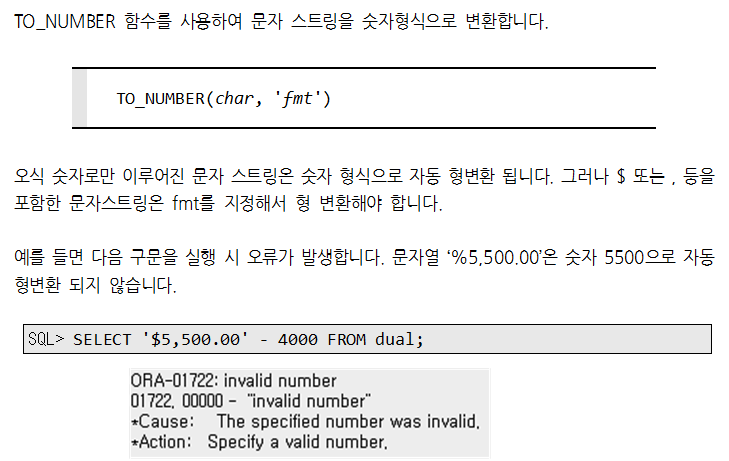 TO_NUMBER 함수를 사용하여 문자 스트링을 숫자형식으로 변환합니다.
TO_NUMBER(char, 'fmt')
오직 숫자로만 이루어진 문자 스트링은 숫자 형식으로 자동 형변환 됩니다. 그러나 $ 또는 , 등을
포함한 문자스트링은 fmt를 지정해서 형 변환해야 합니다.
예를 들면 다음 구문을 실행 시 오류가 발생합니다. 문자열 ‘%5,500.00’은 숫자 5500으로 자동
형변환 되지 않습니다.
SQL> SELECT '$5,500.00' - 4000 FROM dual;
ORA-01722: invalid number
01722. 00000 - "invalid number"
*Cause: The specified number was invalid.
*Action: Specify a valid number.